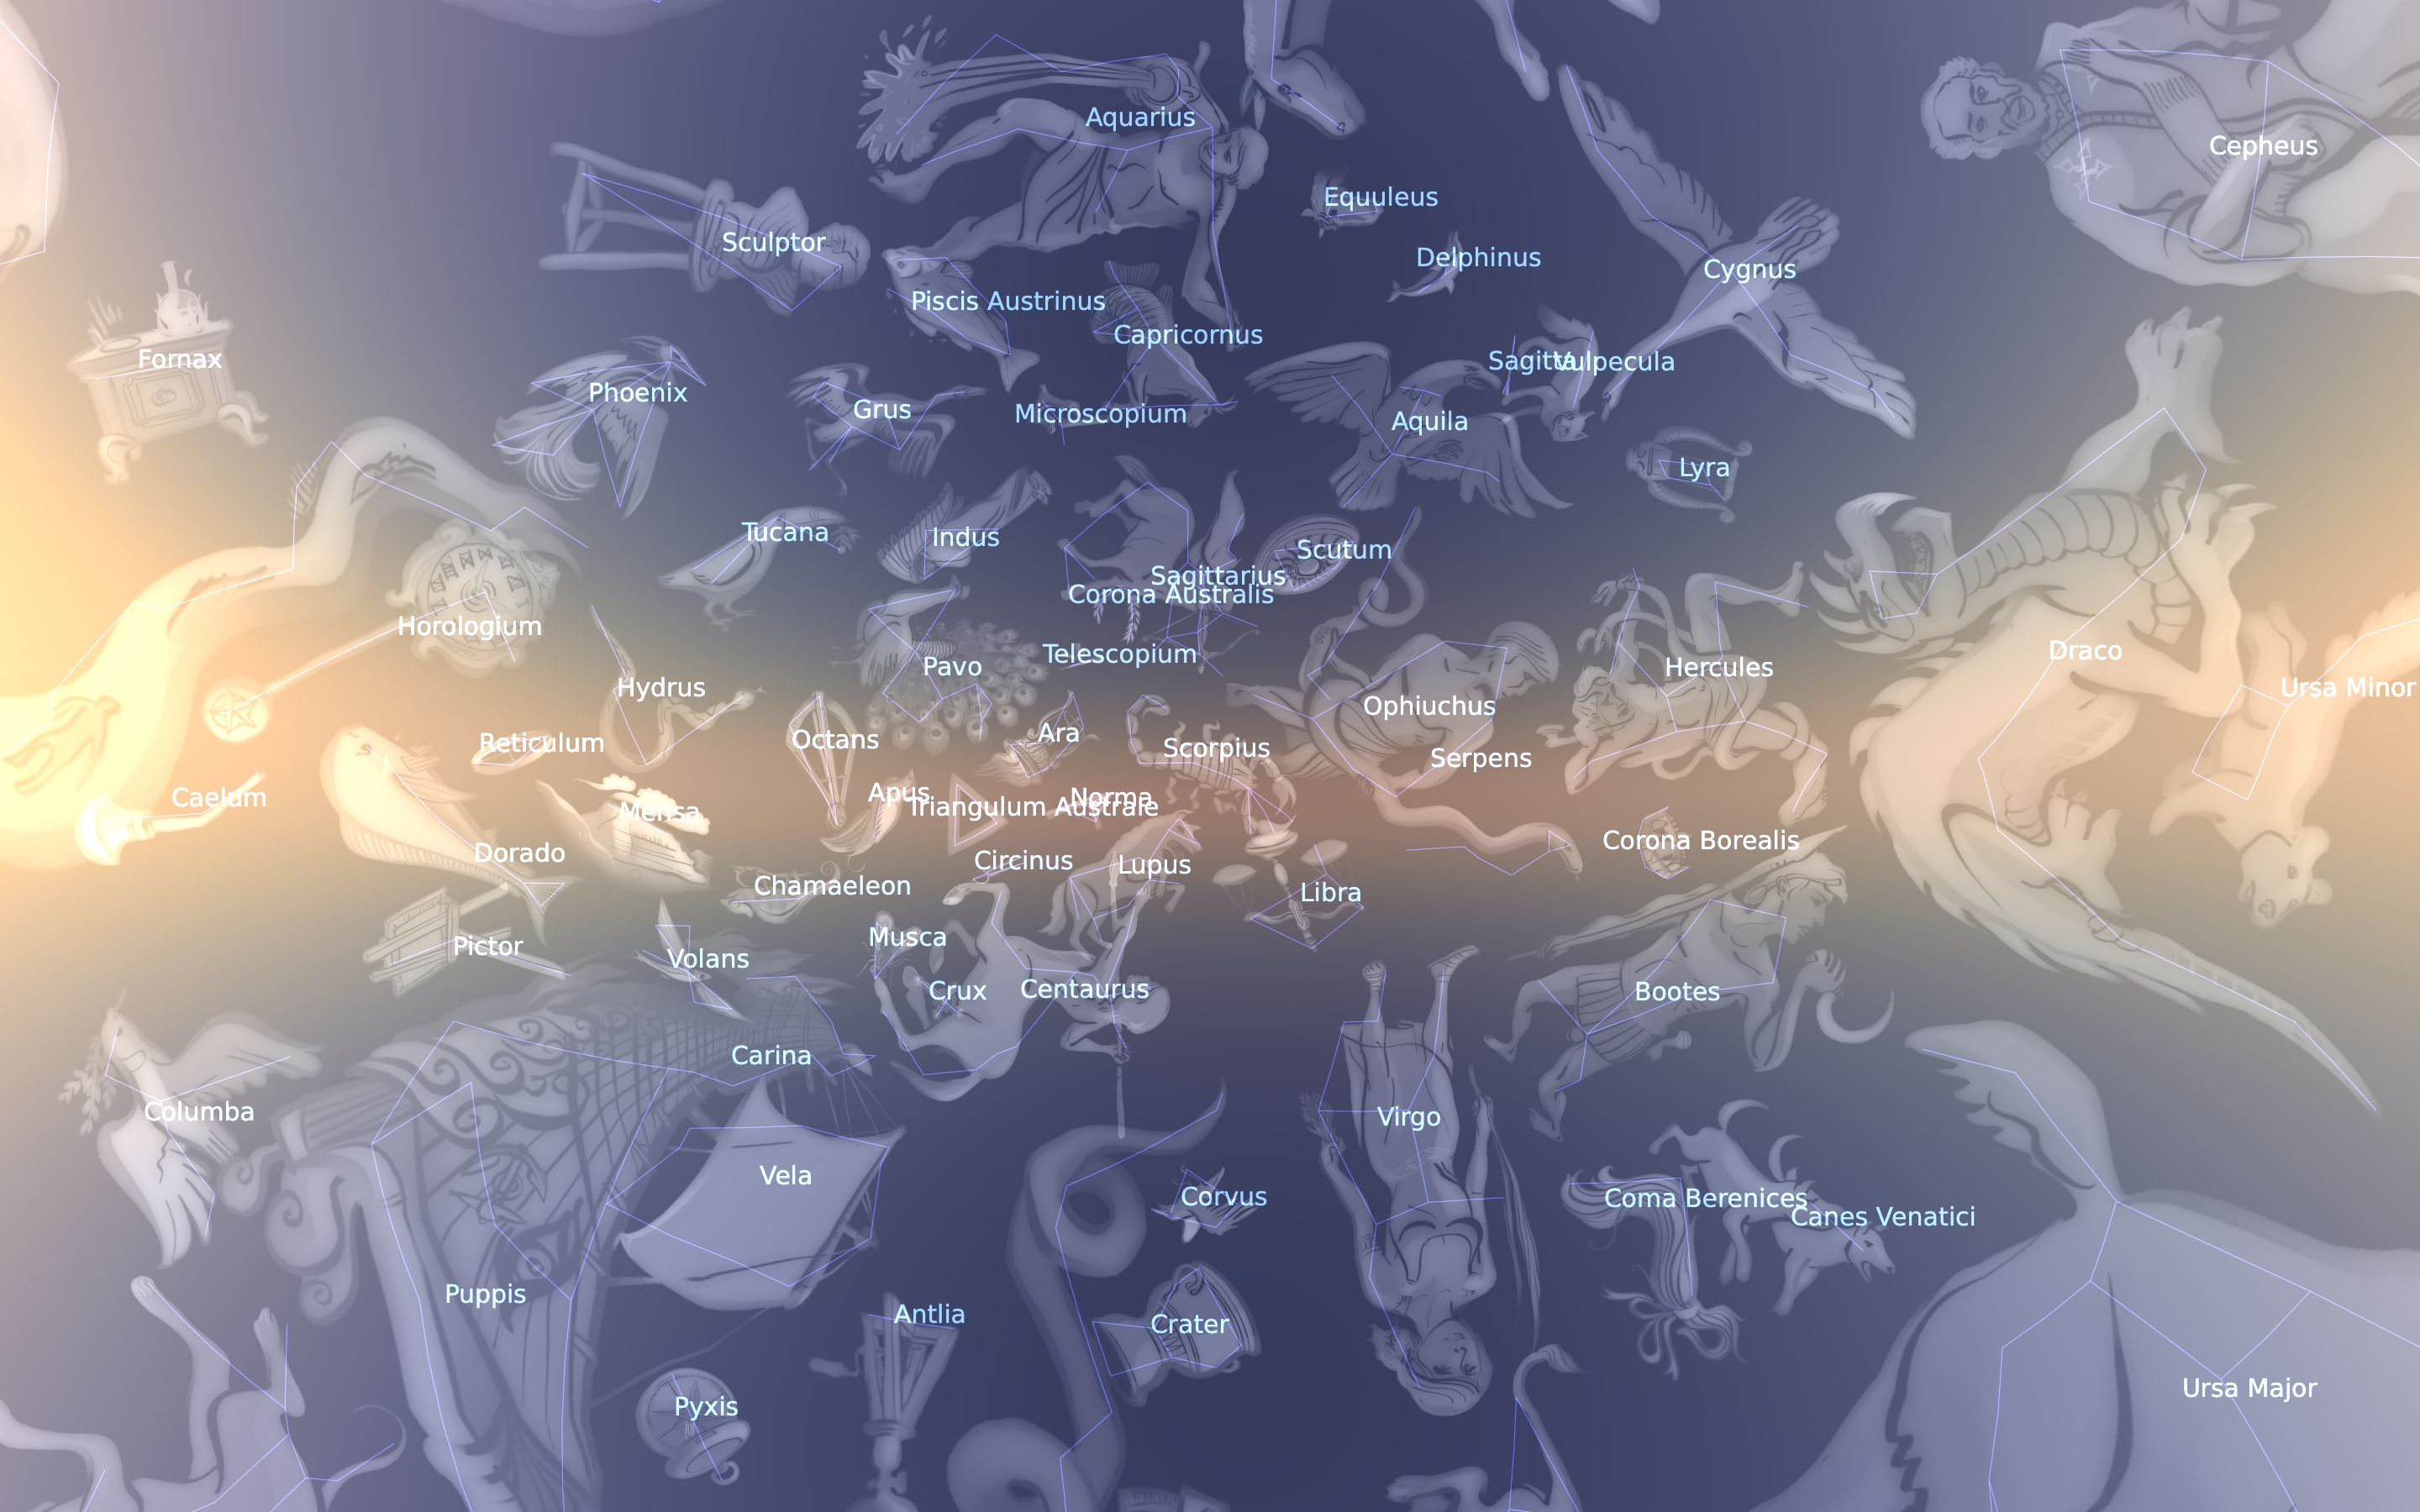 Aquarius
Cepheus
Equuleus
Sculptor
Delphinus
Cygnus
Piscis Austrinus
Capricornus
Fornax
Sagitta
Vulpecula
Phoenix
Grus
Microscopium
Aquila
Lyra
Tucana
Indus
Scutum
Sagittarius
Corona Australis
Horologium
Telescopium
Draco
Pavo
Hercules
Hydrus
Ursa Minor
Ophiuchus
Ara
Octans
Reticulum
Scorpius
Serpens
Apus
Caelum
Norma
Triangulum Australe
Mensa
Corona Borealis
Dorado
Circinus
Lupus
Chamaeleon
Libra
Musca
Pictor
Volans
Crux
Centaurus
Bootes
Carina
Columba
Virgo
Vela
Corvus
Coma Berenices
Canes Venatici
Puppis
Antlia
Crater
Ursa Major
Pyxis